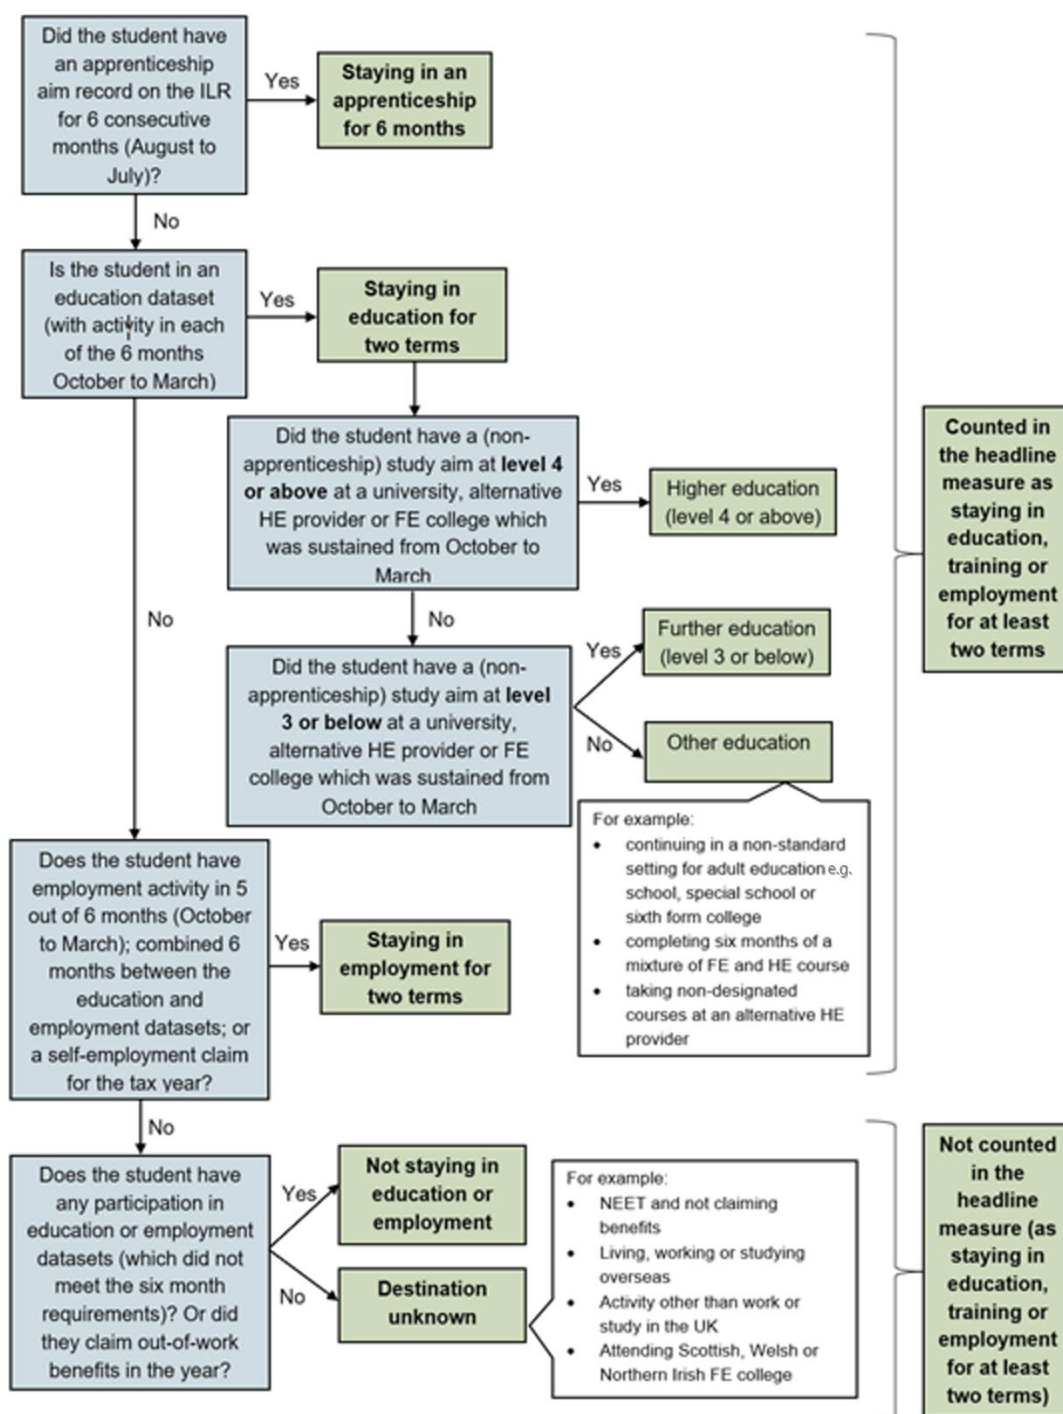 Did the student have
an apprenticeship
aim record on the ILR
for 6 consecutive
months (August to
July)?
Yes
Staying in an
apprenticeship
for 6 months
No
Is the student in an
education dataset
(with activity in each
of the 6 months
October to March)
Yes
Staying in
education for
two terms
Did the student have a (non-
apprenticeship) study aim at level 4
or above at a university, alternative
HE provider or FE college which
was sustained from October to
March
Yes
Higher education
(level 4 or above)
No
Did the student have a (non-
apprenticeship) study aim at level
3 or below at a university,
alternative HE provider or FE
college which was sustained from
October to March
Yes
Further education
(level 3 or below)
No
Other education
For example:
• continuing in a non-standard
setting for adult education e.g.
school, special school or
sixth form college
• completing six months of a
mixture of FE and HE course
• taking non-designated
courses at an alternative HE
provider
No
Does the student have
employment activity in 5
out of 6 months (October
to March); combined 6
months between the
education and
employment datasets; or
a self-employment claim
for the tax year?
Yes
Staying in
employment for
two terms
Counted in
the headline
measure as
staying in
education,
training or
employment
for at least
two terms
No
Does the student have
any participation in
education or employment
datasets (which did not
meet the six month
requirements)? Or did
they claim out-of-work
benefits in the year?
Yes
Not staying in
education or
employment
No
Destination
unknown
For example:
• NEET and not claiming
benefits
• Living, working or studying
overseas
• Activity other than work or
study in the UK
• Attending Scottish, Welsh or
Northern Irish FE college
Not counted
in the
headline
measure (as
staying in
education,
training or
employment
for at least
two terms)